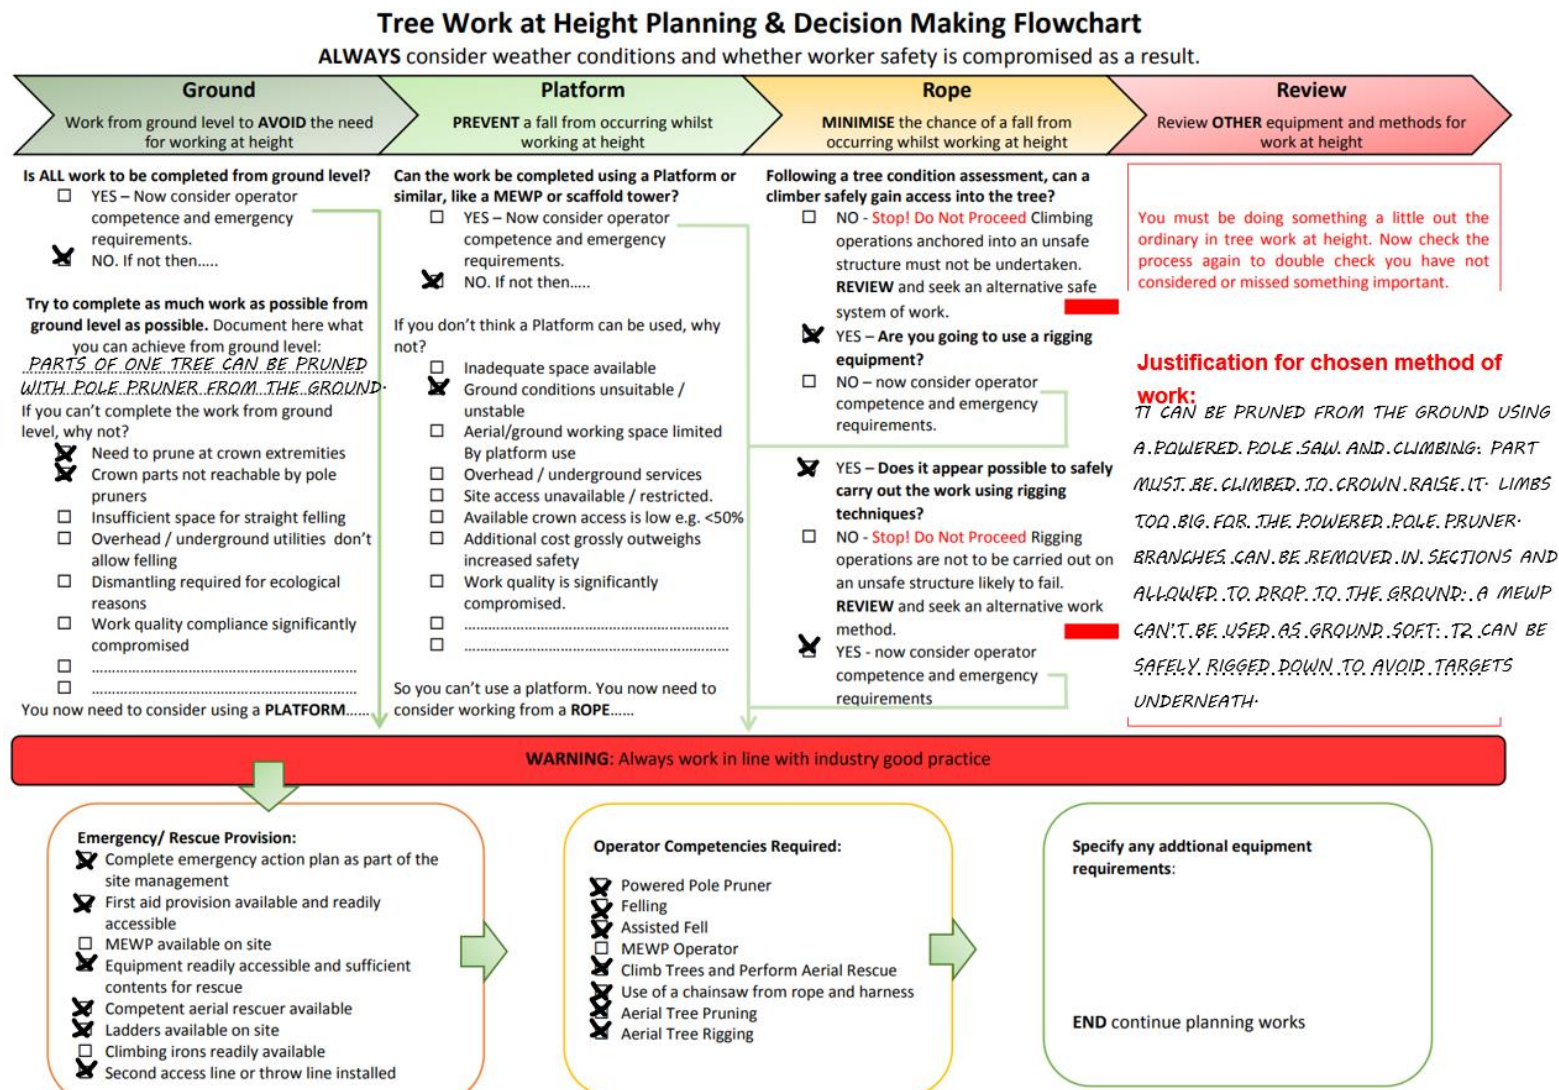 Tree Work at Height Planning & Decision Making Flowchart
ALWAYS consider weather conditions and whether worker safety is compromised as a result.
Ground
Work from ground level to AVOID the need
for working at height
Platform
PREVENT a fall from occurring whilst
working at height
Rope
MINIMISE the chance of a fall from
occurring whilst working at height
Review
Review OTHER equipment and methods for
work at height
Is ALL work to be completed from ground level?
YES – Now consider operator
competence and emergency
requirements.
NO. If not then.....
Try to complete as much work as possible from
ground level as possible. Document here what
you can achieve from ground level:
PARTS OF ONE TREE CAN BE PRUNED
WITH POLE PRUNER FROM THE GROUND.
If you can't complete the work from ground
level, why not?
Need to prune at crown extremities
Crown parts not reachable by pole
pruners
Insufficient space for straight felling
Overhead / underground utilities don't
allow felling
Dismantling required for ecological
reasons
Work quality compliance significantly
compromised
You now need to consider using a PLATFORM......
Can the work be completed using a Platform or
similar, like a MEWP or scaffold tower?
YES – Now consider operator
competence and emergency
requirements.
NO. If not then.....
If you don't think a Platform can be used, why
not?
Inadequate space available
Ground conditions unsuitable /
unstable
Aerial/ground working space limited
By platform use
Overhead / underground services
Site access unavailable / restricted.
Available crown access is low e.g. <50%
Additional cost grossly outweighs
increased safety
Work quality is significantly
compromised.
So you can't use a platform. You now need to
consider working from a ROPE......
Following a tree condition assessment, can a
climber safely gain access into the tree?
NO - Stop! Do Not Proceed Climbing
operations anchored into an unsafe
structure must not be undertaken.
REVIEW and seek an alternative safe
system of work.
YES – Are you going to use a rigging
equipment?
NO – now consider operator
competence and emergency
requirements.
YES – Does it appear possible to safely
carry out the work using rigging
techniques?
NO - Stop! Do Not Proceed Rigging
operations are not to be carried out on
an unsafe structure likely to fail.
REVIEW and seek an alternative work
method.
YES - now consider operator
competence and emergency
requirements
You must be doing something a little out the
ordinary in tree work at height. Now check the
process again to double check you have not
considered or missed something important.
Justification for chosen method of
work:
T1 CAN BE PRUNED FROM THE GROUND USING
A POWERED POLE SAW AND CLIMBING. PART
MUST BE CLIMBED TO CROWN RAISE IT. LIMBS
TOO BIG FOR THE POWERED POLE PRUNER.
BRANCHES CAN BE REMOVED IN SECTIONS AND
ALLOWED TO DROP TO THE GROUND. A MEWP
CAN'T BE USED AS GROUND SOFT. T2 CAN BE
SAFELY RIGGED DOWN TO AVOID TARGETS
UNDERNEATH.
WARNING: Always work in line with industry good practice
Emergency/ Rescue Provision:
Complete emergency action plan as part of the
site management
First aid provision available and readily
accessible
MEWP available on site
Equipment readily accessible and sufficient
contents for rescue
Competent aerial rescuer available
Ladders available on site
Climbing irons readily available
Second access line or throw line installed
Operator Competencies Required:
Powered Pole Pruner
Felling
Assisted Fell
MEWP Operator
Climb Trees and Perform Aerial Rescue
Use of a chainsaw from rope and harness
Aerial Tree Pruning
Aerial Tree Rigging
Specify any addtional equipment
requirements:
END continue planning works